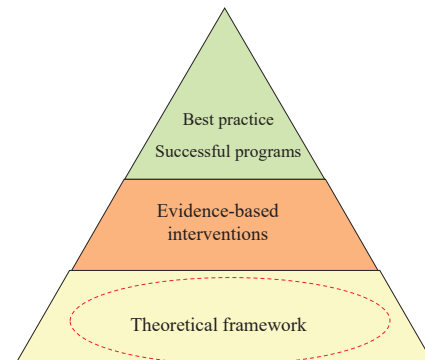 Best practice
Successful programs
Evidence-based
interventions
Theoretical framework